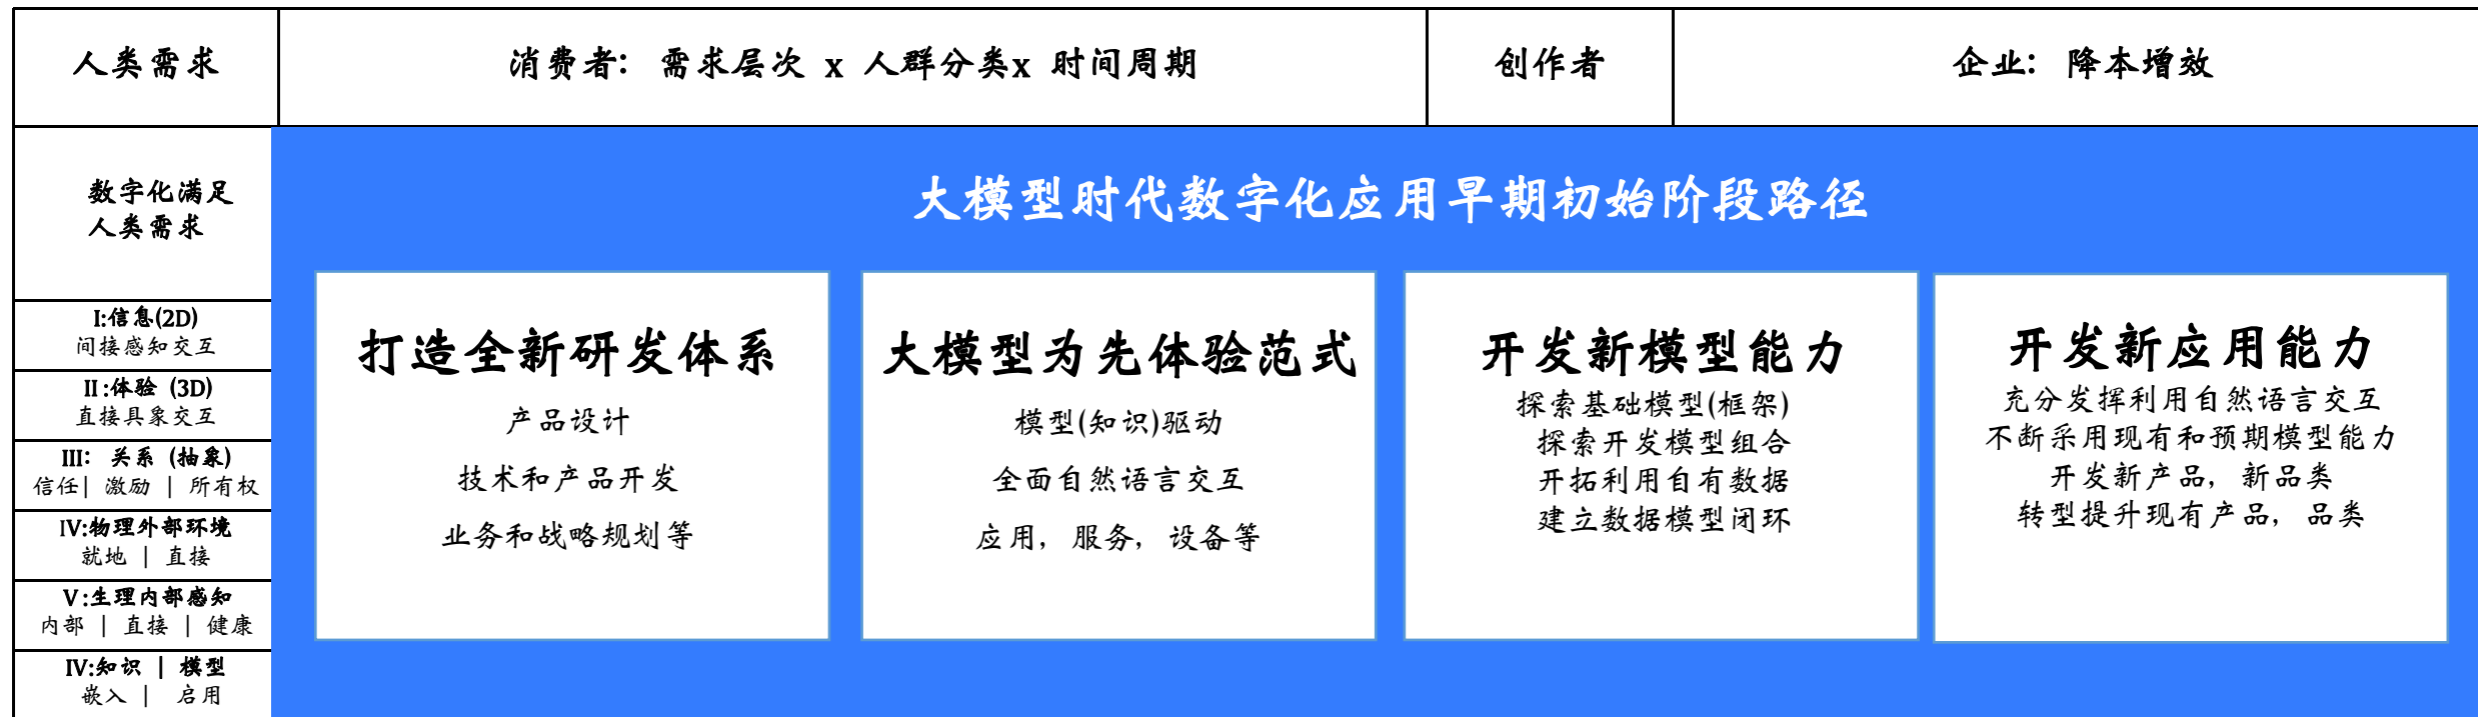 人类需求
消费者: 需求层次 x 人群分类x 时间周期
创作者
企业: 降本增效
数字化满足
人类需求
I:信息(2D)
间接感知交互
II:体验 (3D)
直接具象交互
III: 关系 (抽象)
信任| 激励 | 所有权
IV:物理外部环境
就地 | 直接
V:生理内部感知
内部 | 直接 | 健康
IV:知识 | 模型
嵌入 | 启用
大模型时代数字化应用早期初始阶段路径
打造全新研发体系
产品设计
技术和产品开发
业务和战略规划等
大模型为先体验范式
模型(知识)驱动
全面自然语言交互
应用, 服务, 设备等
开发新模型能力
探索基础模型(框架)
探索开发模型组合
开拓利用自有数据
建立数据模型闭环
开发新应用能力
充分发挥利用自然语言交互
不断采用现有和预期模型能力
开发新产品, 新品类
转型提升现有产品, 品类